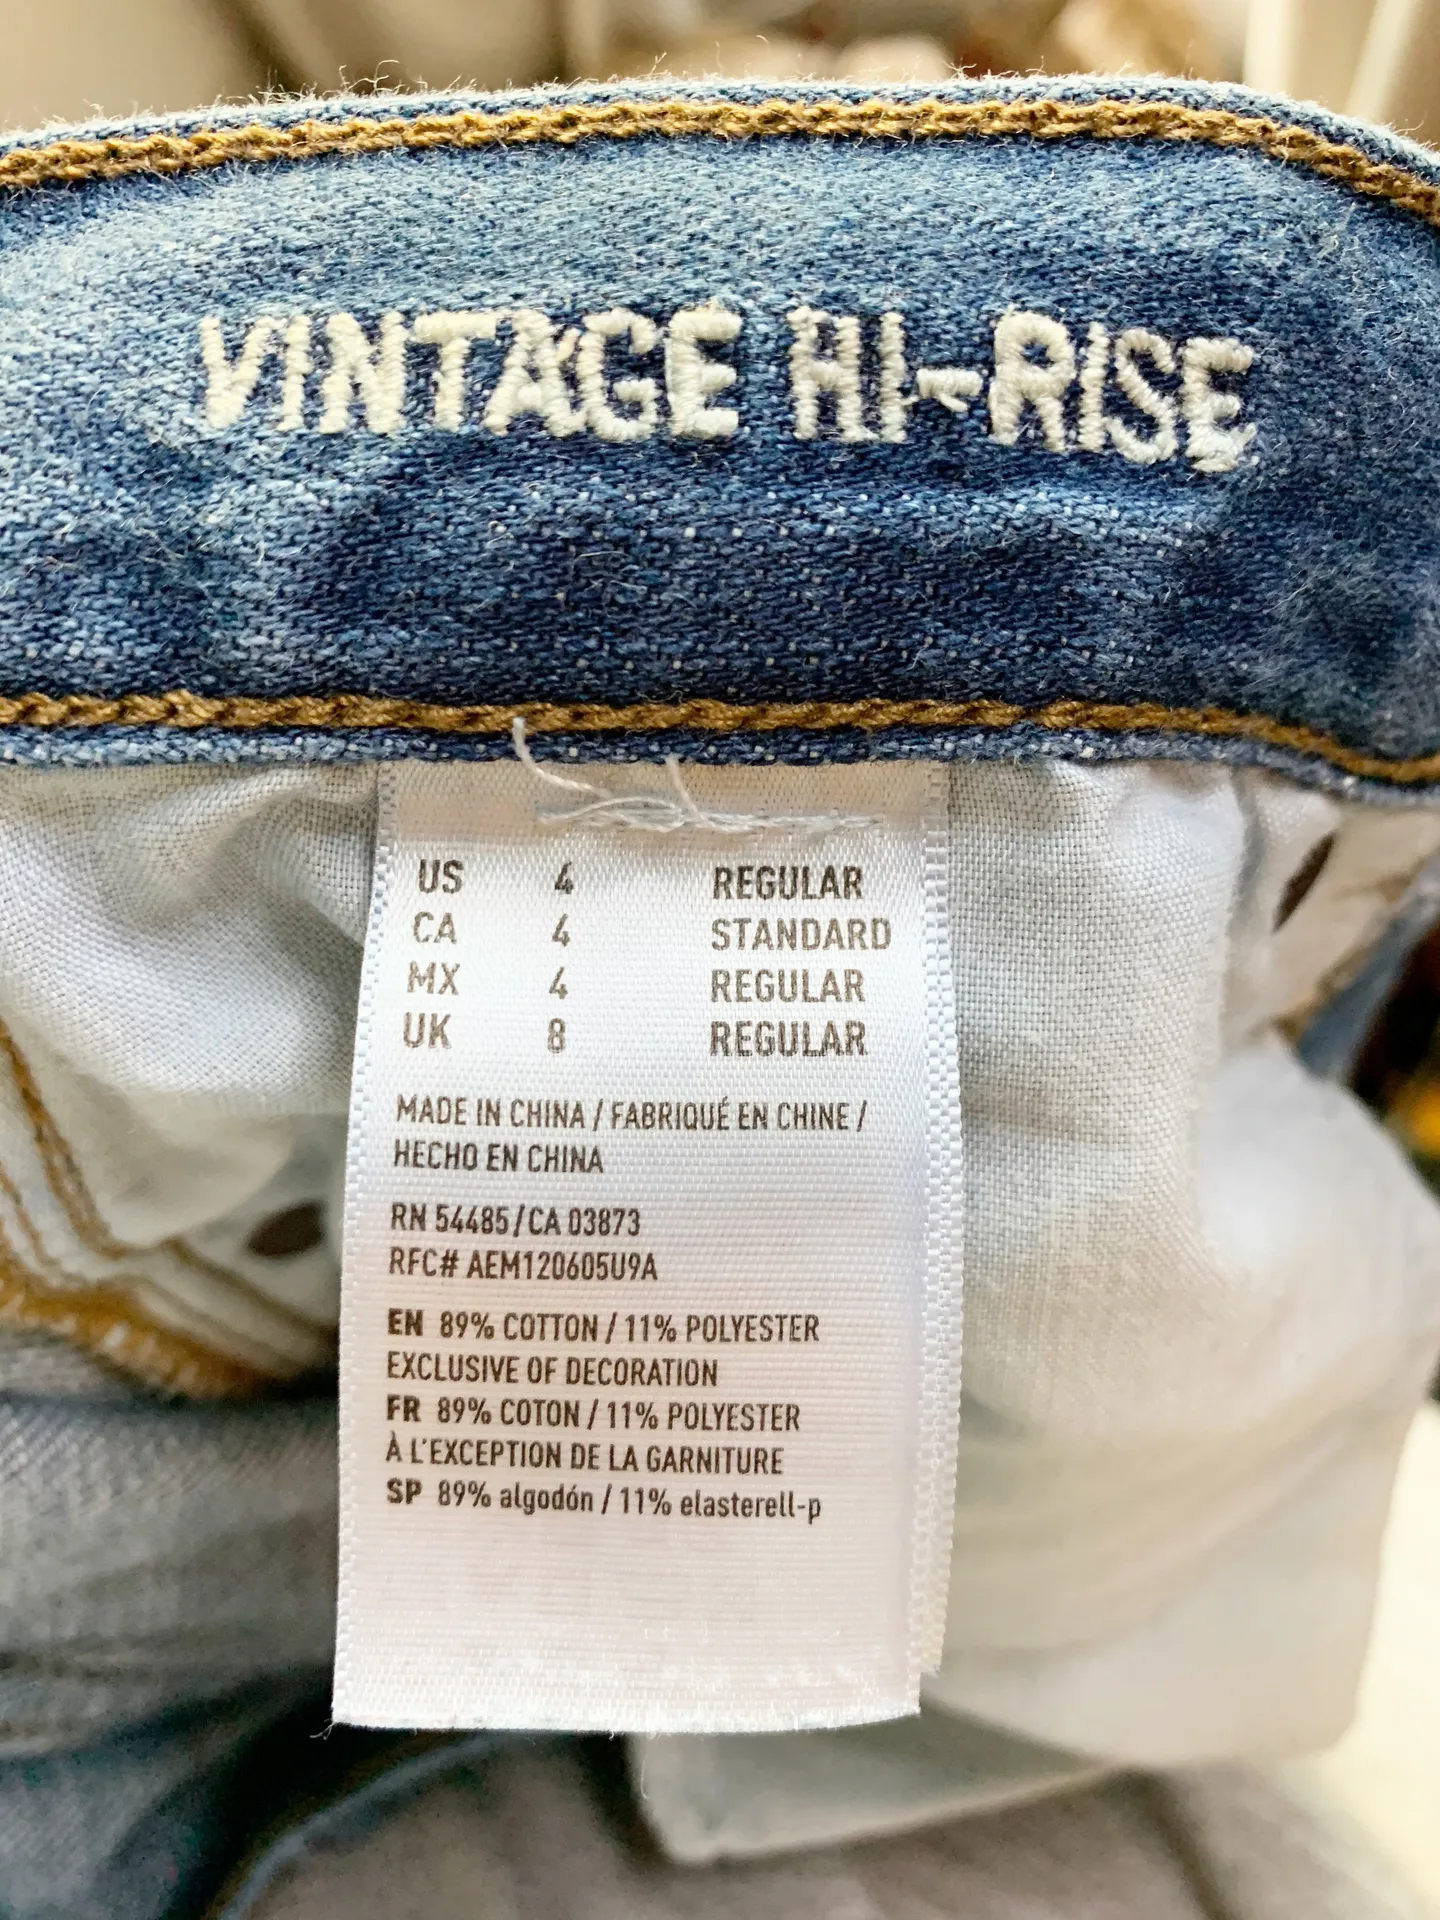 VINTAGE HI-RISE
US 4 REGULAR
CA 4 STANDARD
MX 4 REGULAR
UK 8 REGULAR
MADE IN CHINA / FABRIQUÉ EN CHINE /
HECHO EN CHINA
RN 54485/CA 03873
RFC# AEM120605U9A
EN 89% COTTON / 11% POLYESTER
EXCLUSIVE OF DECORATION
FR 89% COTON / 11% POLYESTER
À L'EXCEPTION DE LA GARNITURE
SP 89% algodón / 11% elasterell-p